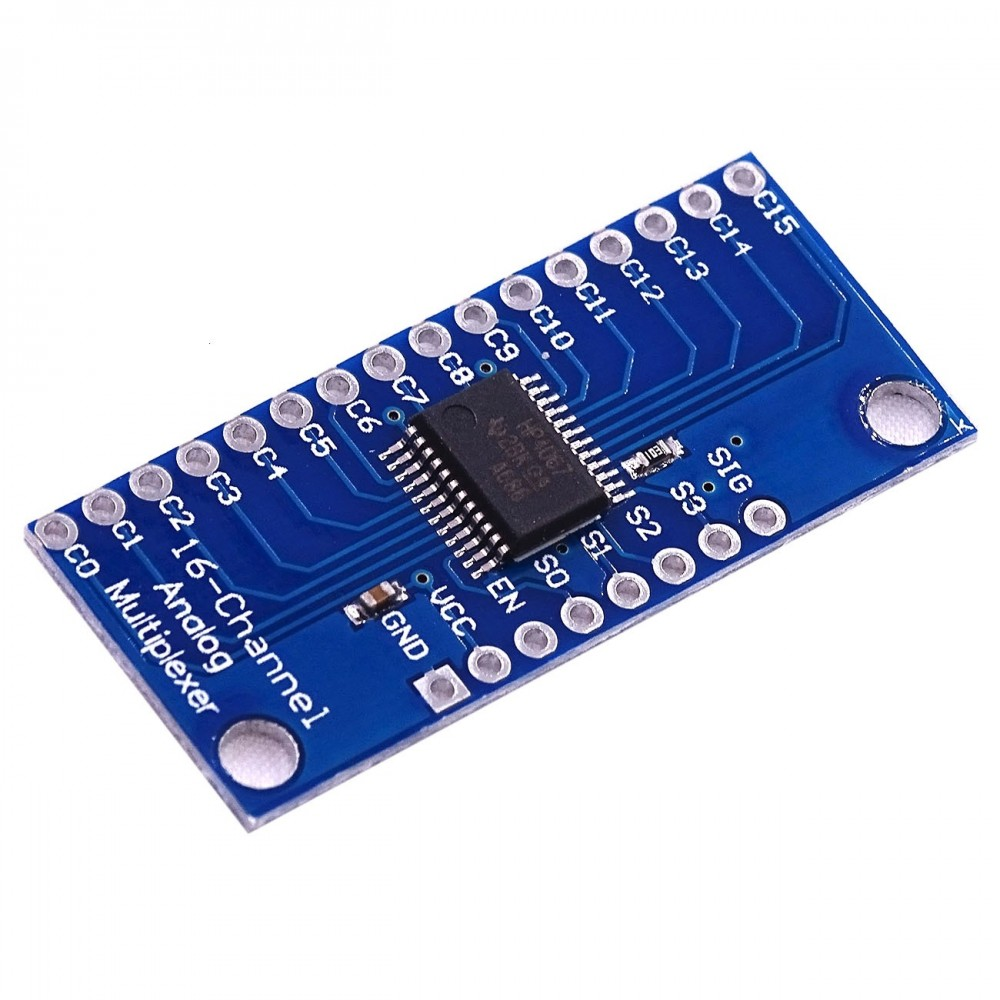 C0
C1
C2
C3
C4
C5
C6
C7
C8
C9
C10
C11
C12
C13
C14
C15
16-Channel
Analog
Multiplexer
GND
VCC
EN
S0
S1
S2
S3
SIG
HPA067
K